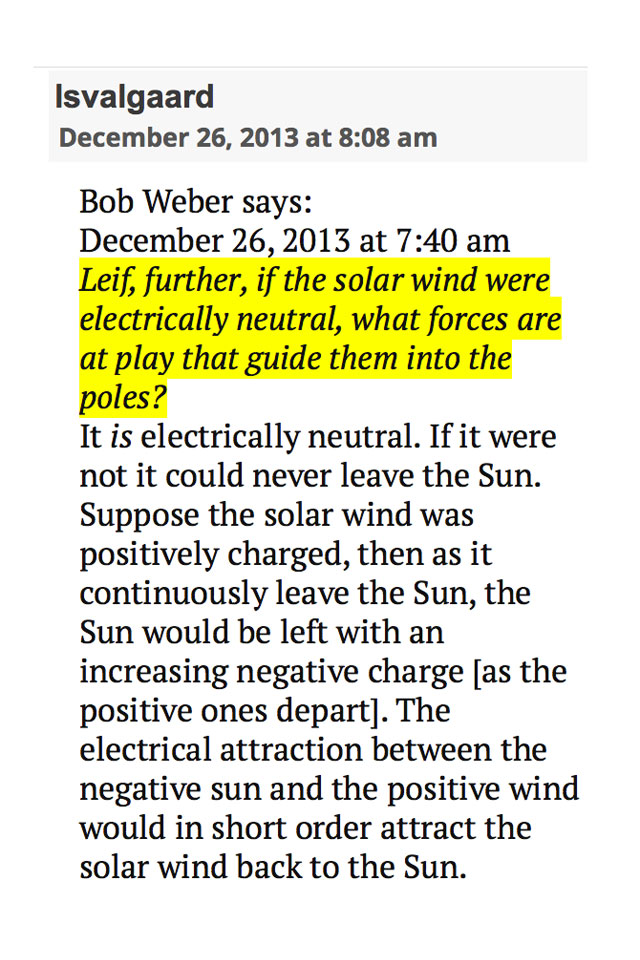 lsvalgaard
December 26, 2013 at 8:08 am
Bob Weber says:
December 26, 2013 at 7:40 am
Leif, further, if the solar wind were
electrically neutral, what forces are
at play that guide them into the
poles?
It is electrically neutral. If it were
not it could never leave the Sun.
Suppose the solar wind was
positively charged, then as it
continuously leave the Sun, the
Sun would be left with an
increasing negative charge [as the
positive ones depart]. The
electrical attraction between the
negative sun and the positive wind
would in short order attract the
solar wind back to the Sun.